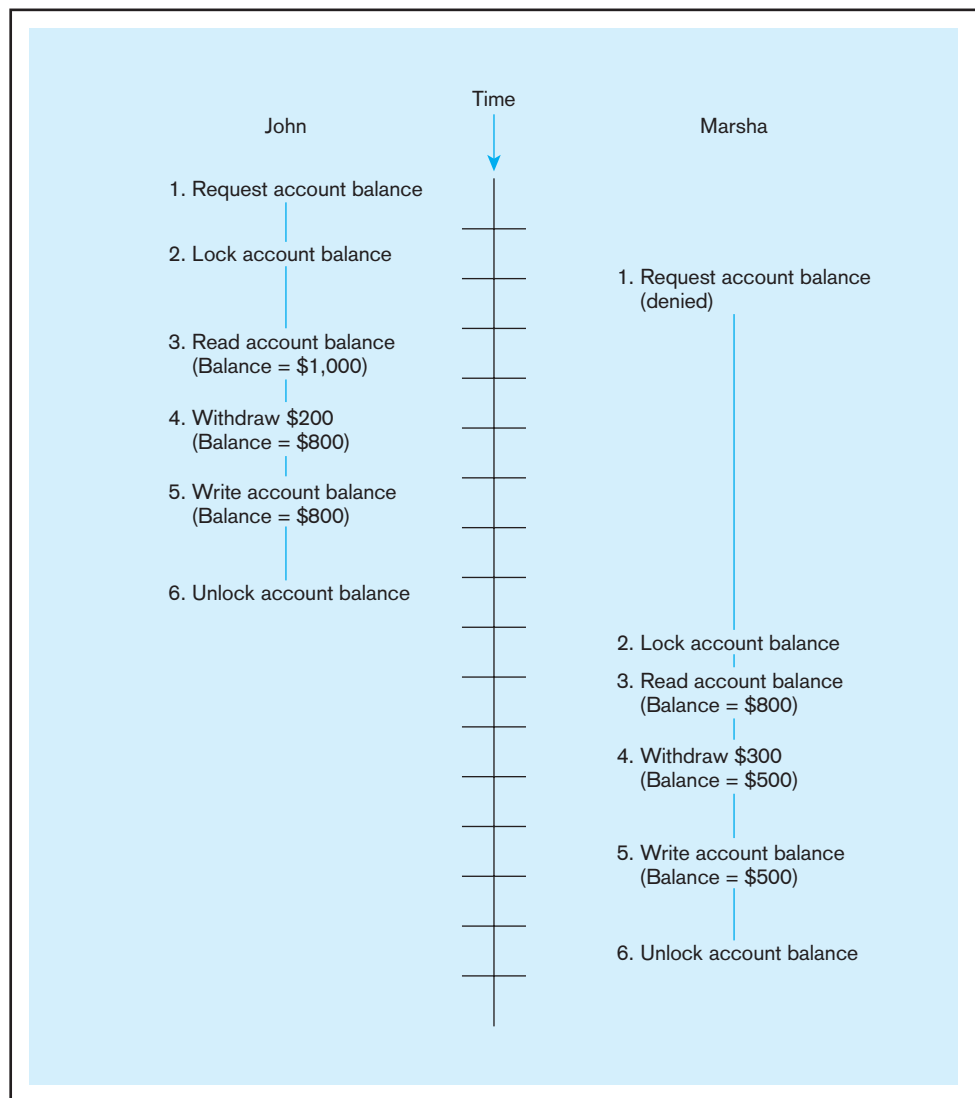 Time
John
Marsha
1. Request account balance
2. Lock account balance
1. Request account balance
(denied)
3. Read account balance
(Balance = $1,000)
4. Withdraw $200
(Balance = $800)
5. Write account balance
(Balance = $800)
6. Unlock account balance
2. Lock account balance
3. Read account balance
(Balance = $800)
4. Withdraw $300
(Balance = $500)
5. Write account balance
(Balance = $500)
6. Unlock account balance